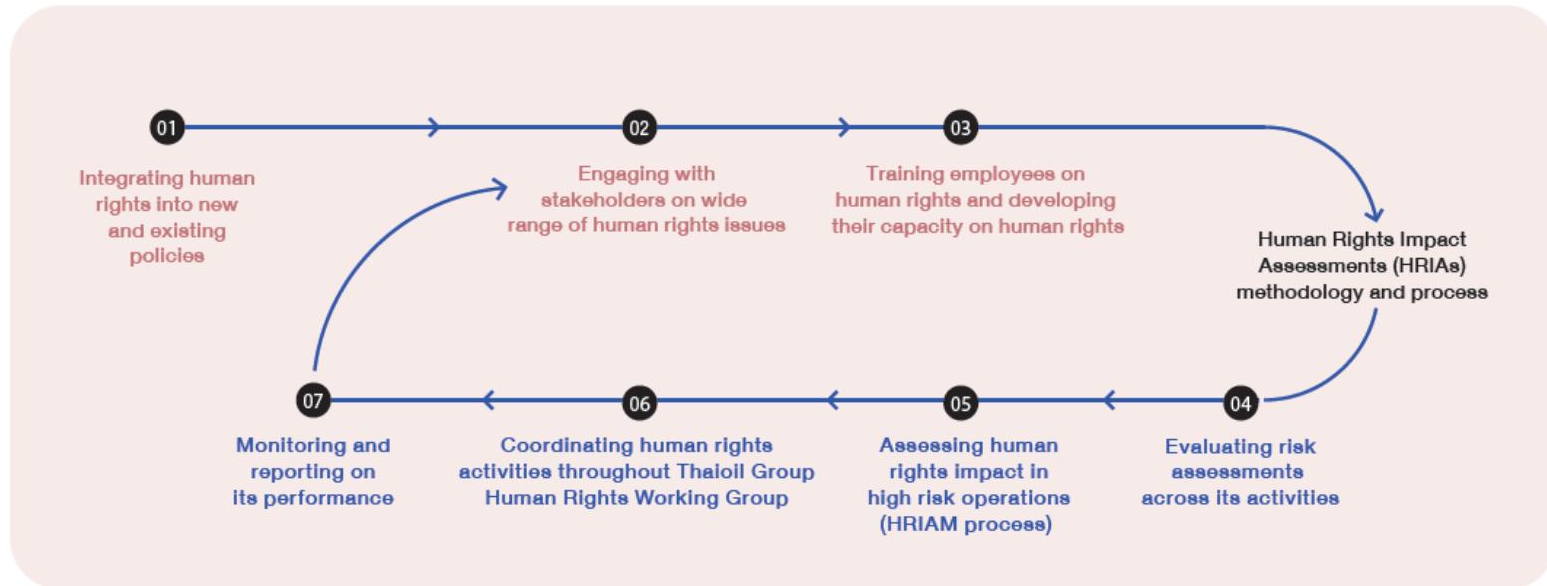 01
Integrating human
rights into new
and existing
policies
02
Engaging with
stakeholders on wide
range of human rights issues
03
Training employees on
human rights and developing
their capacity on human rights
Human Rights Impact
Assessments (HRIAs)
methodology and process
04
Evaluating risk
assessments
across its activities
05
Assessing human
rights impact in
high risk operations
(HRIAM process)
06
Coordinating human rights
activities throughout Thaioil Group
Human Rights Working Group
07
Monitoring and
reporting on
its performance